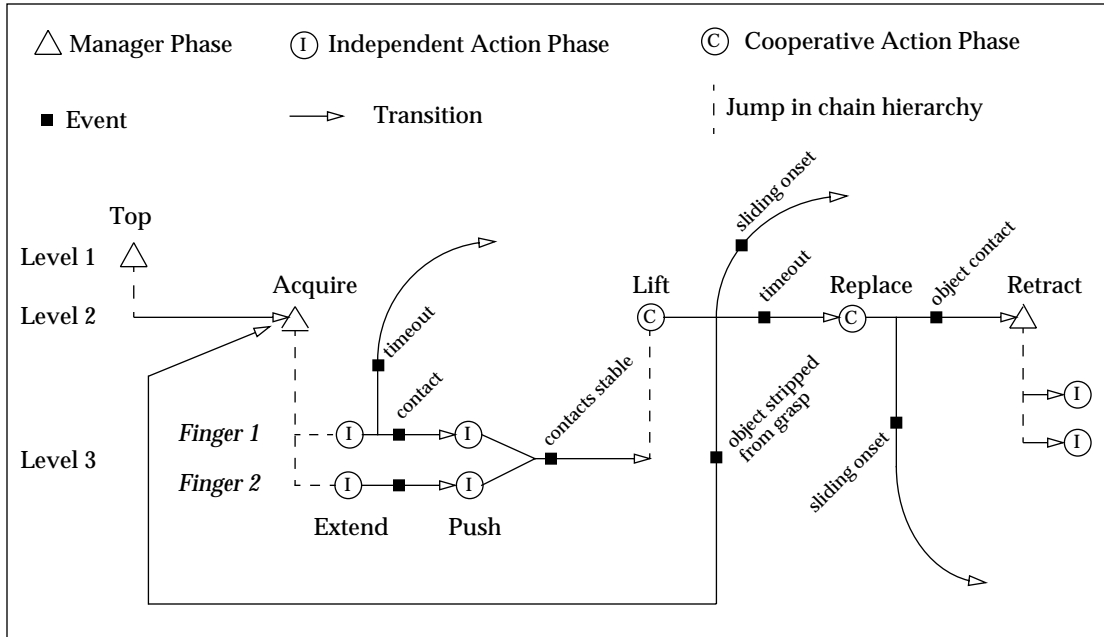 Manager Phase
I Independent Action Phase
C Cooperative Action Phase
Event
Transition
Jump in chain hierarchy
Top
Level 1
Level 2
Level 3
Acquire
timeout
contact
Finger 1
Finger 2
I
I
I
I
Extend
Push
contacts stable
Lift
C
sliding onset
timeout
object stripped
from grasp
Replace
C
object contact
sliding onset
Retract
I
I